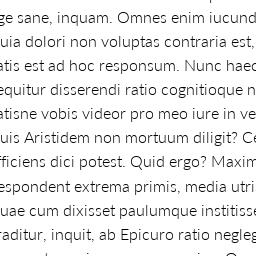 ge sane, inquam. Omnes enim iucund
uia dolori non voluptas contraria est,
atis est ad hoc responsum. Nunc haec
equitur disserendi ratio cognitioque n
atisne vobis videor pro meo iure in ve
uis Aristidem non mortuum diligit? Ce
fficiens dici potest. Quid ergo? Maxim
espondent extrema primis, media utri
uae cum dixisset paulumque institisse
raditur, inquit, ab Epicuro ratio negleg